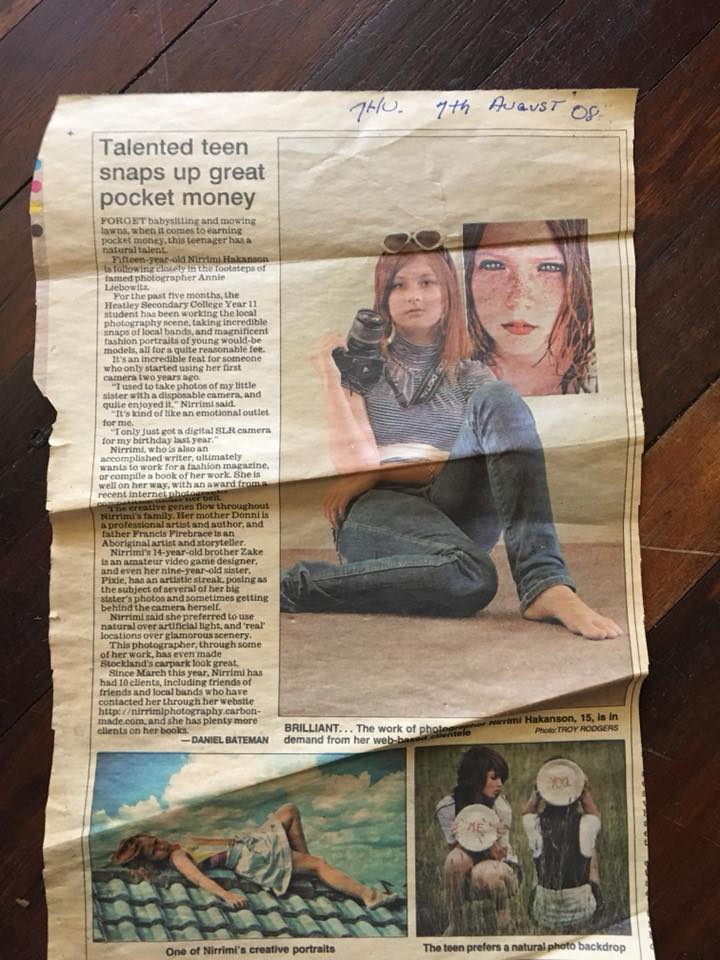 THU. 7th AUGUST '08
Talented teen
snaps up great
pocket money
FORGET babysitting and mowing
lawns, when it comes to earning
pocket money, this teenager has a
natural talent.
Fifteen-year-old Nirrimi Hakanson
is following closely in the footsteps of
famed photographer Annie
Liebowitz.
For the past five months, the
Heatley Secondary College Year 11
student has been working the local
photography scene, taking incredible
snaps of local bands, and magnificent
fashion portraits of young would-be
models, all for a quite reasonable fee.
It's an incredible feat for someone
who only started using her first
camera two years ago.
"I used to take photos of my little
sister with a disposable camera, and
quite enjoyed it," Nirrimi said.
"It's kind of like an emotional outlet
for me.
"I only just got a digital SLR camera
for my birthday last year."
Nirrimi, who is also an
accomplished writer, ultimately
wants to work for a fashion magazine,
or compile a book of her work. She is
well on her way, with an award from a
recent internet photography
under her belt.
The creative genes flow throughout
Nirrimi's family. Her mother Donni is
a professional artist and author, and
father Francis Firebrace is an
Aboriginal artist and storyteller.
Nirrimi's 14-year-old brother Zake
is an amateur video game designer,
and even her nine-year-old sister,
Pixie, has an artistic streak, posing as
the subject of several of her big
sister's photos and sometimes getting
behind the camera herself.
Nirrimi said she preferred to use
natural over artificial light, and 'real'
locations over glamorous scenery.
This photographer, through some
of her work, has even made
Stockland's carpark look great.
Since March this year, Nirrimi has
had 10 clients, including friends of
friends and local bands who have
contacted her through her website
http://nirrimiphotography.carbon-
made.com, and she has plenty more
clients on her books.
— DANIEL BATEMAN
BRILLIANT... The work of photographer Nirrimi Hakanson, 15, is in
demand from her web-based clientele
Photo: TROY RODGERS
ME
YOU
One of Nirrimi's creative portraits
The teen prefers a natural photo backdrop